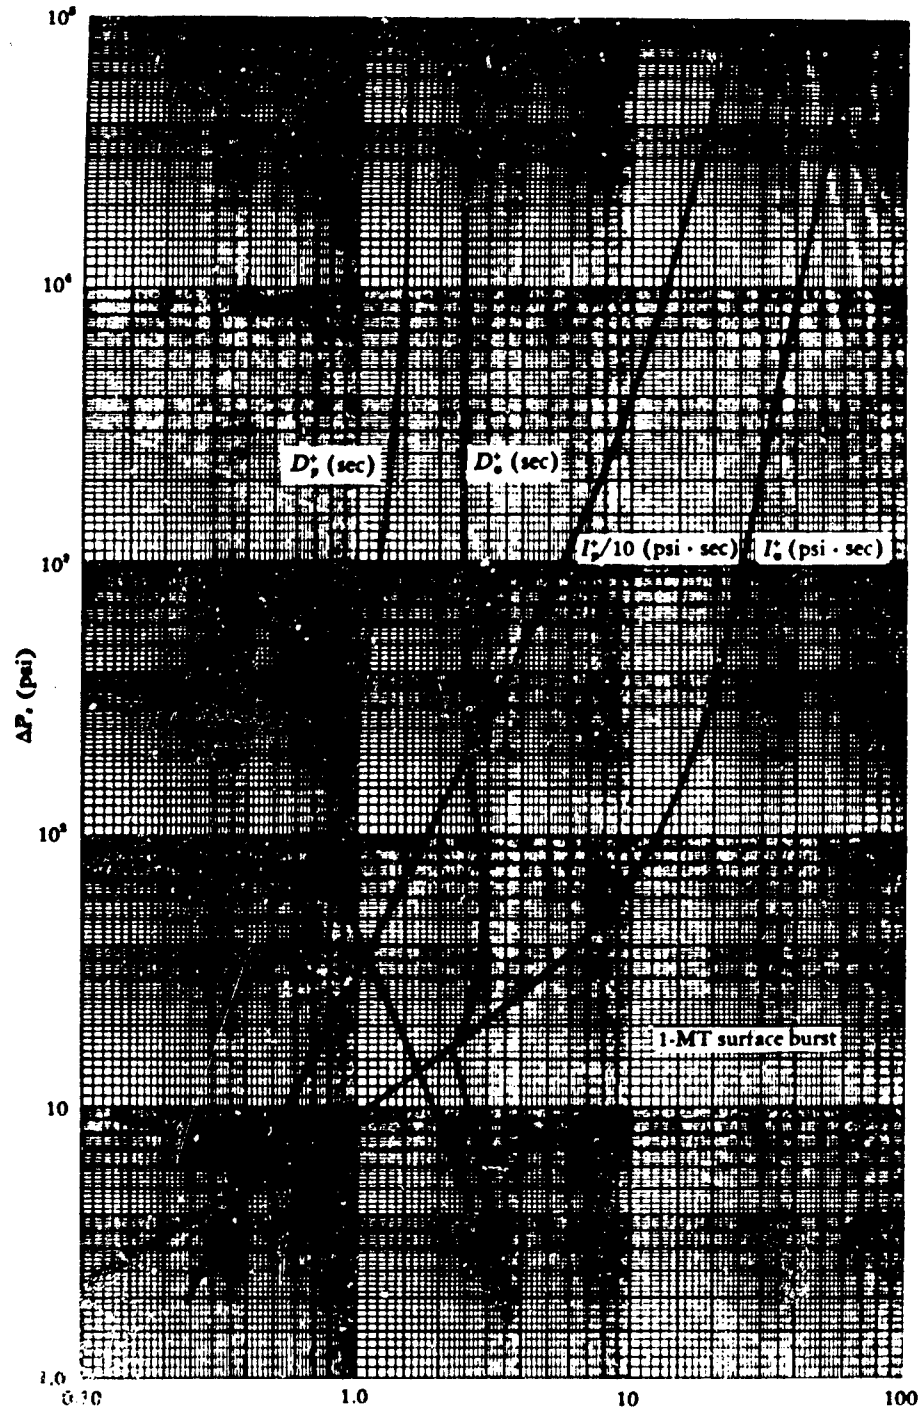 10⁵
10⁴
D⁺ₚ (sec)
D⁺ᵤ (sec)
I⁺ₚ/10 (psi · sec)
I⁺ᵤ (psi · sec)
10³
ΔPₛ (psi)
10²
1-MT surface burst
10
1.0
0.10
1.0
10
100